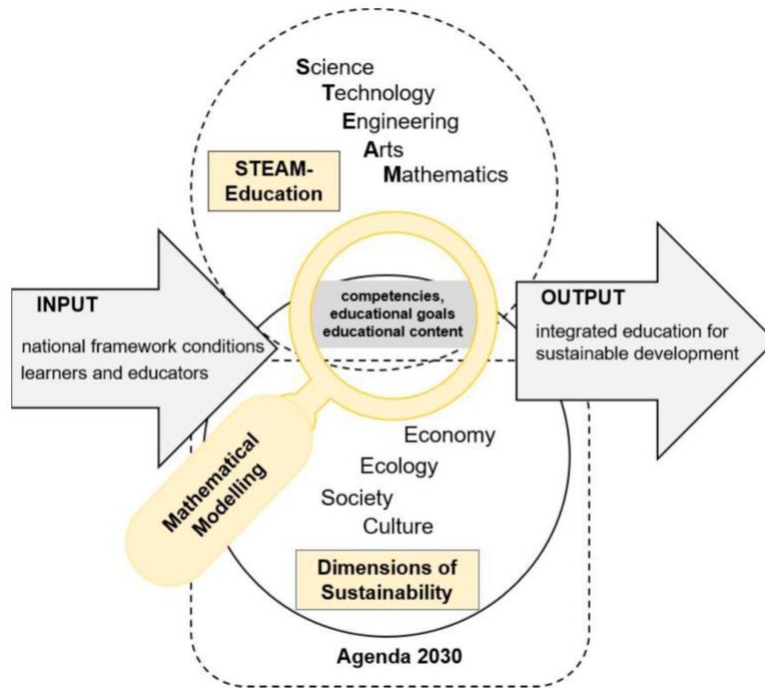 Science
Technology
Engineering
Arts
Mathematics
STEAM-
Education
INPUT
national framework conditions
learners and educators
competencies,
educational goals
educational content
OUTPUT
integrated education for
sustainable development
Mathematical
Modelling
Economy
Ecology
Society
Culture
Dimensions of
Sustainability
Agenda 2030